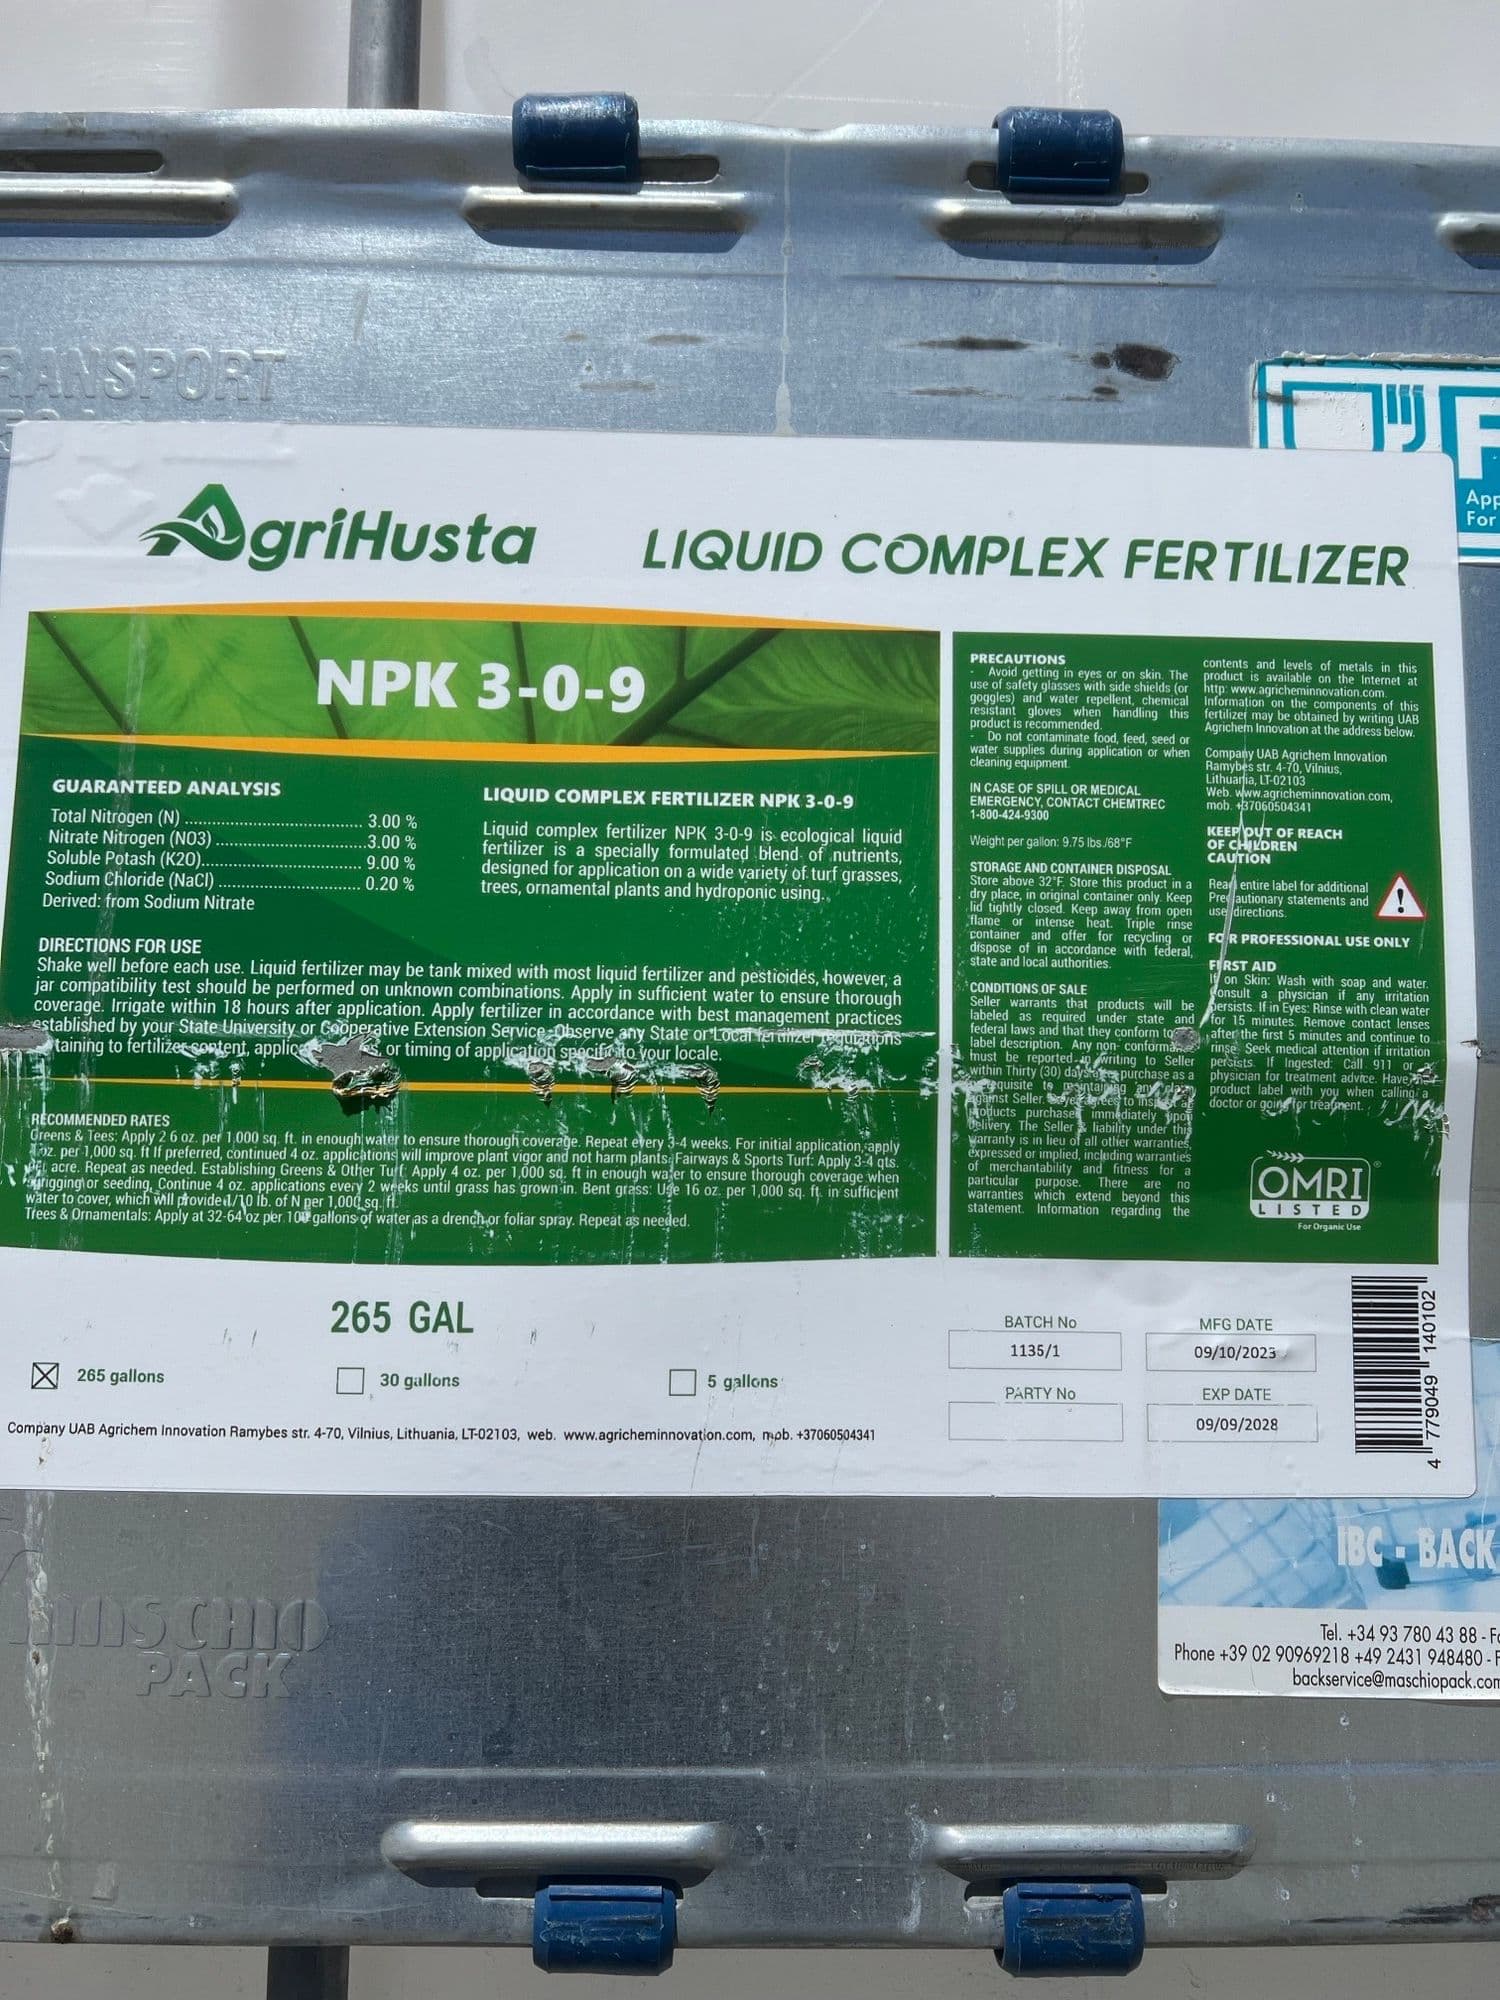 TRANSPORT
App
For
AgriHusta
LIQUID COMPLEX FERTILIZER
NPK 3-0-9
GUARANTEED ANALYSIS
Total Nitrogen (N) ........ 3.00 %
Nitrate Nitrogen (NO3) ........ 3.00 %
Soluble Potash (K2O)........ 9.00 %
Sodium Chloride (NaCl) ........ 0.20 %
Derived: from Sodium Nitrate
LIQUID COMPLEX FERTILIZER NPK 3-0-9
Liquid complex fertilizer NPK 3-0-9 is ecological liquid
fertilizer is a specially formulated blend of nutrients,
designed for application on a wide variety of turf grasses,
trees, ornamental plants and hydroponic using.
DIRECTIONS FOR USE
Shake well before each use. Liquid fertilizer may be tank mixed with most liquid fertilizer and pesticides, however, a
jar compatibility test should be performed on unknown combinations. Apply in sufficient water to ensure thorough
coverage. Irrigate within 18 hours after application. Apply fertilizer in accordance with best management practices
established by your State University or Cooperative Extension Service. Observe any State or Local fertilizer regulations
taining to fertilizer content, applic or timing of application specific to your locale.
RECOMMENDED RATES
Greens & Tees: Apply 2 6 oz. per 1,000 sq. ft. in enough water to ensure thorough coverage. Repeat every 3-4 weeks. For initial application, apply
oz. per 1,000 sq. ft If preferred, continued 4 oz. applications will improve plant vigor and not harm plants. Fairways & Sports Turf: Apply 3-4 qts.
acre. Repeat as needed. Establishing Greens & Other Turf: Apply 4 oz. per 1,000 sq. ft in enough water to ensure thorough coverage when
sprigging or seeding, Continue 4 oz. applications every 2 weeks until grass has grown in. Bent grass: Use 16 oz. per 1,000 sq. ft. in sufficient
water to cover, which will provide 1/10 lb. of N per 1,000 sq. ft.
Trees & Ornamentals: Apply at 32-64 oz per 100 gallons of water as a drench or foliar spray. Repeat as needed.
PRECAUTIONS
- Avoid getting in eyes or on skin. The
use of safety glasses with side shields (or
goggles) and water repellent, chemical
resistant gloves when handling this
product is recommended.
- Do not contaminate food, feed, seed or
water supplies during application or when
cleaning equipment.
IN CASE OF SPILL OR MEDICAL
EMERGENCY, CONTACT CHEMTREC
1-800-424-9300
Weight per gallon: 9.75 lbs./68°F
STORAGE AND CONTAINER DISPOSAL
Store above 32°F. Store this product in a
dry place, in original container only. Keep
lid tightly closed. Keep away from open
flame or intense heat. Triple rinse
container and offer for recycling or
dispose of in accordance with federal,
state and local authorities.
CONDITIONS OF SALE
Seller warrants that products will be
labeled as required under state and
federal laws and that they conform to
label description. Any non- conforma
must be reported in writing to Seller
within Thirty (30) days purchase as a
requisite to maintaining any
against Seller. agrees to
products purchased immediately upon
delivery. The Seller liability under this
warranty is in lieu of all other warranties,
expressed or implied, including warranties
of merchantability and fitness for a
particular purpose. There are no
warranties which extend beyond this
statement. Information regarding the
contents and levels of metals in this
product is available on the Internet at
http: www.agricheminnovation.com.
Information on the components of this
fertilizer may be obtained by writing UAB
Agrichem Innovation at the address below.
Company UAB Agrichem Innovation
Ramybes str. 4-70, Vilnius,
Lithuania, LT-02103
Web. www.agricheminnovation.com,
mob. +37060504341
KEEP OUT OF REACH
OF CHILDREN
CAUTION
Read entire label for additional
Precautionary statements and
use directions.
FOR PROFESSIONAL USE ONLY
FIRST AID
If on Skin: Wash with soap and water.
Consult a physician if any irritation
persists. If in Eyes: Rinse with clean water
for 15 minutes. Remove contact lenses
after the first 5 minutes and continue to
rinse. Seek medical attention if irritation
persists. If Ingested: Call 911 or
physician for treatment advice. Have
product label with you when calling a
doctor or going for treatment.
OMRI
LISTED
For Organic Use
265 GAL
265 gallons
30 gallons
5 gallons
BATCH No
1135/1
MFG DATE
09/10/2023
PARTY No
EXP DATE
09/09/2028
4 779049 140102
Company UAB Agrichem Innovation Ramybes str. 4-70, Vilnius, Lithuania, LT-02103, web. www.agricheminnovation.com, mob. +37060504341
MASCHIO
PACK
IBC - BACK
Tel. +34 93 780 43 88 - Fa
Phone +39 02 90969218 +49 2431 948480 - F
backservice@maschiopack.com